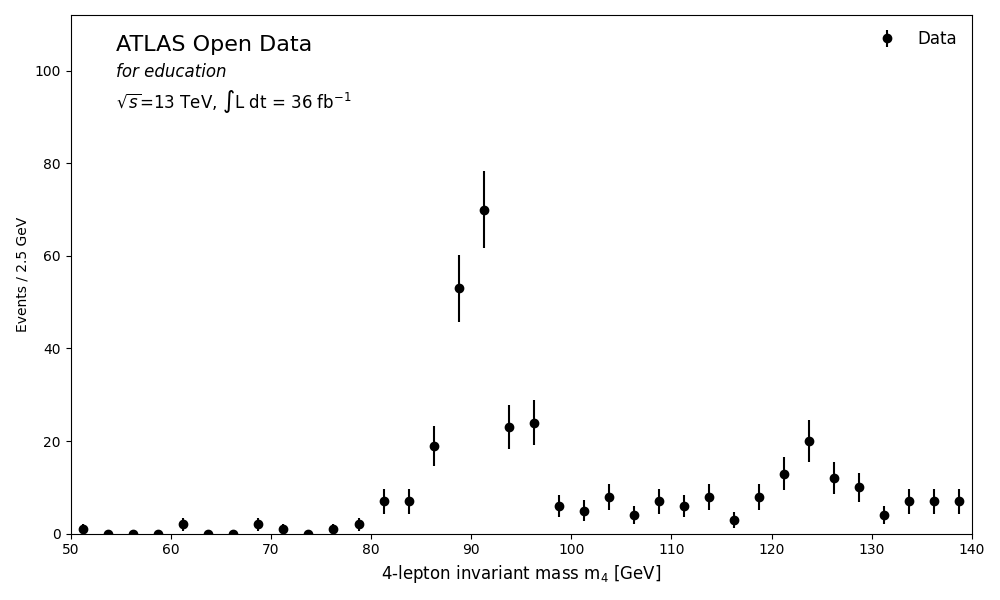 ATLAS Open Data
for education
√s=13 TeV, ∫L dt = 36 fb⁻¹
Data
Events / 2.5 GeV
100
80
60
40
20
0
50 60 70 80 90 100 110 120 130 140
4-lepton invariant mass m₄ [GeV]